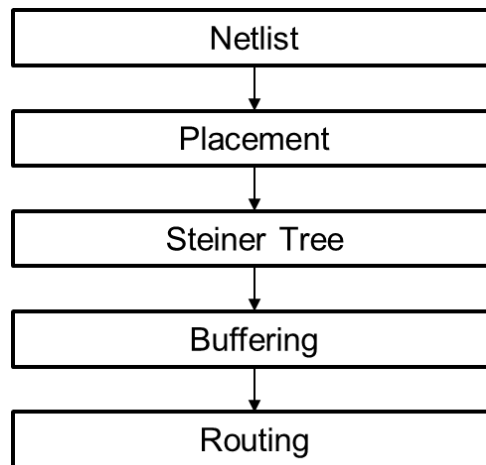 Netlist
Placement
Steiner Tree
Buffering
Routing